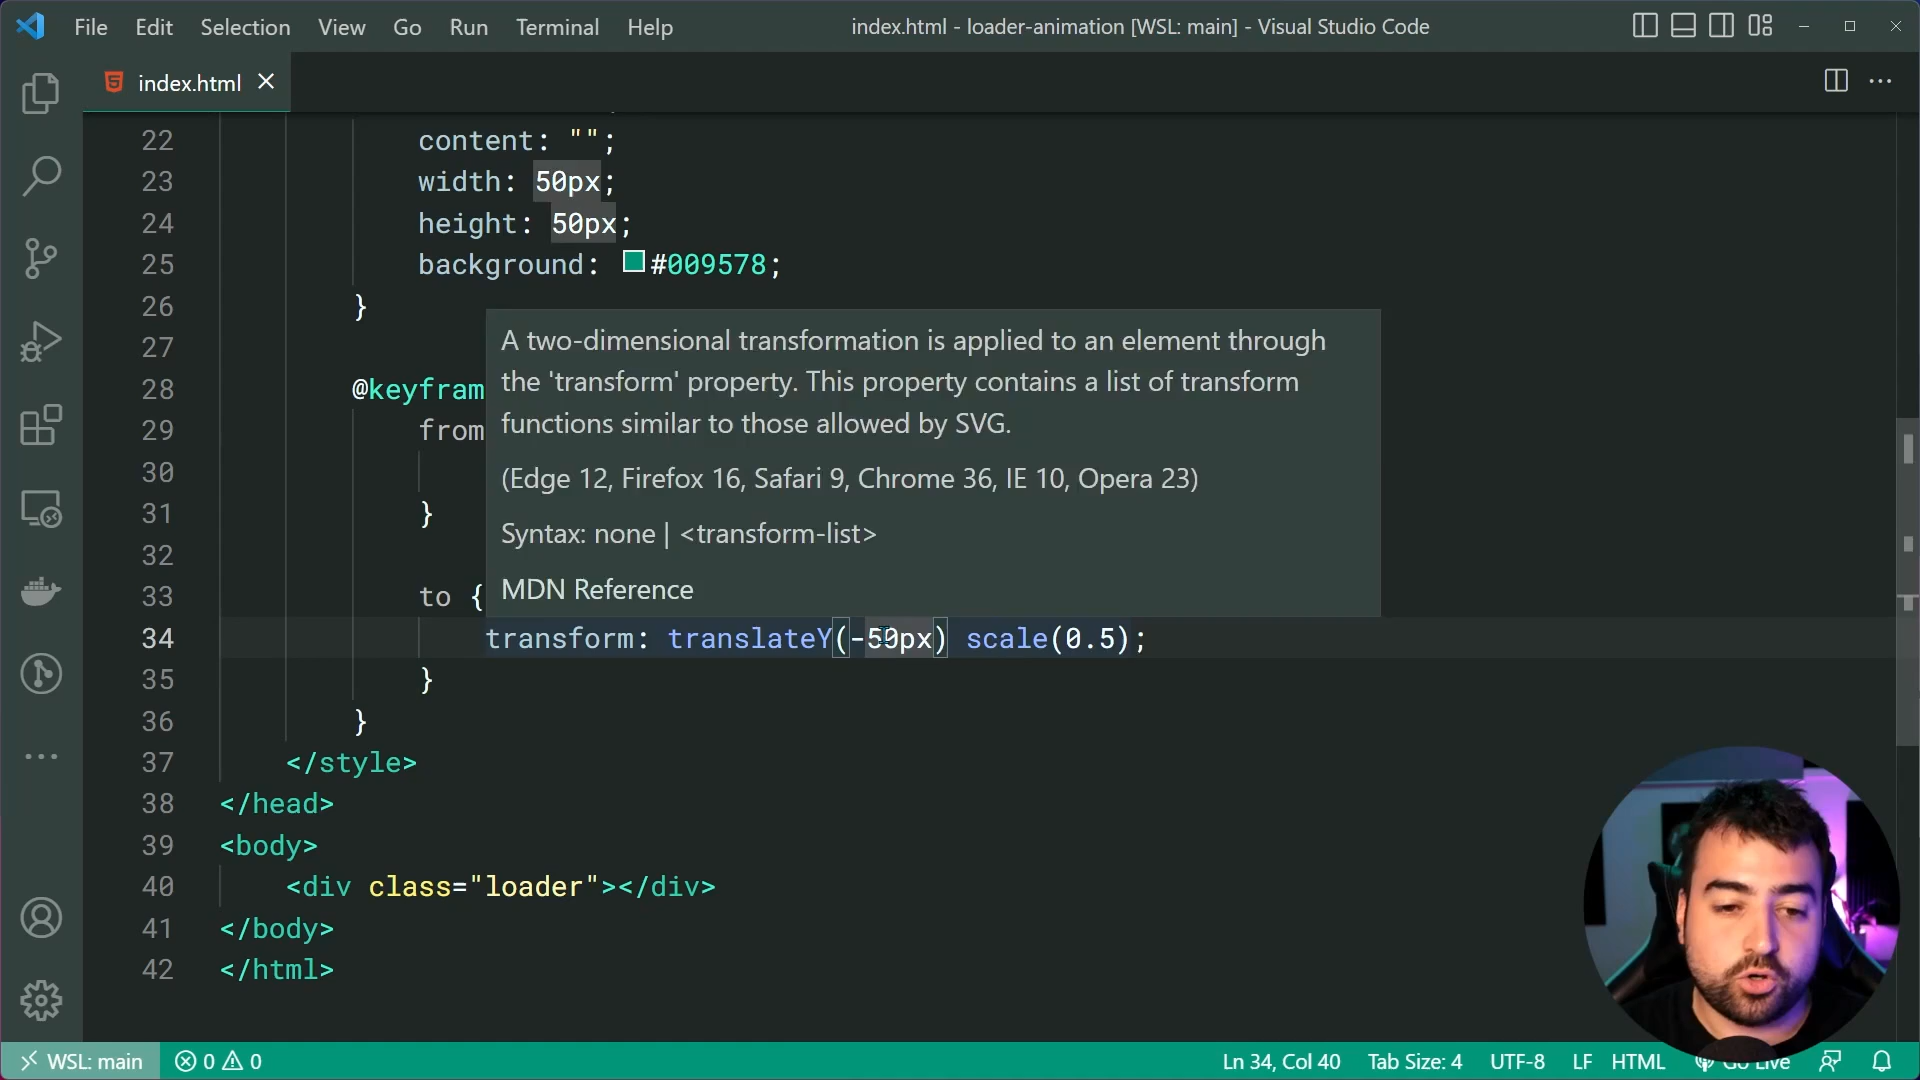 File Edit Selection View Go Run Terminal Help
index.html - loader-animation [WSL: main] - Visual Studio Code
index.html
22 content: "";
23 width: 50px;
24 height: 50px;
25 background: #009578;
26 }
27
28 @keyfram
29 from
30
31 }
32
33 to {
A two-dimensional transformation is applied to an element through
the 'transform' property. This property contains a list of transform
functions similar to those allowed by SVG.
(Edge 12, Firefox 16, Safari 9, Chrome 36, IE 10, Opera 23)
Syntax: none | <transform-list>
MDN Reference
34 transform: translateY(-50px) scale(0.5);
35 }
36 }
37 </style>
38 </head>
39 <body>
40 <div class="loader"></div>
41 </body>
42 </html>
WSL: main 0 0 Ln 34, Col 40 Tab Size: 4 UTF-8 LF HTML Go Live